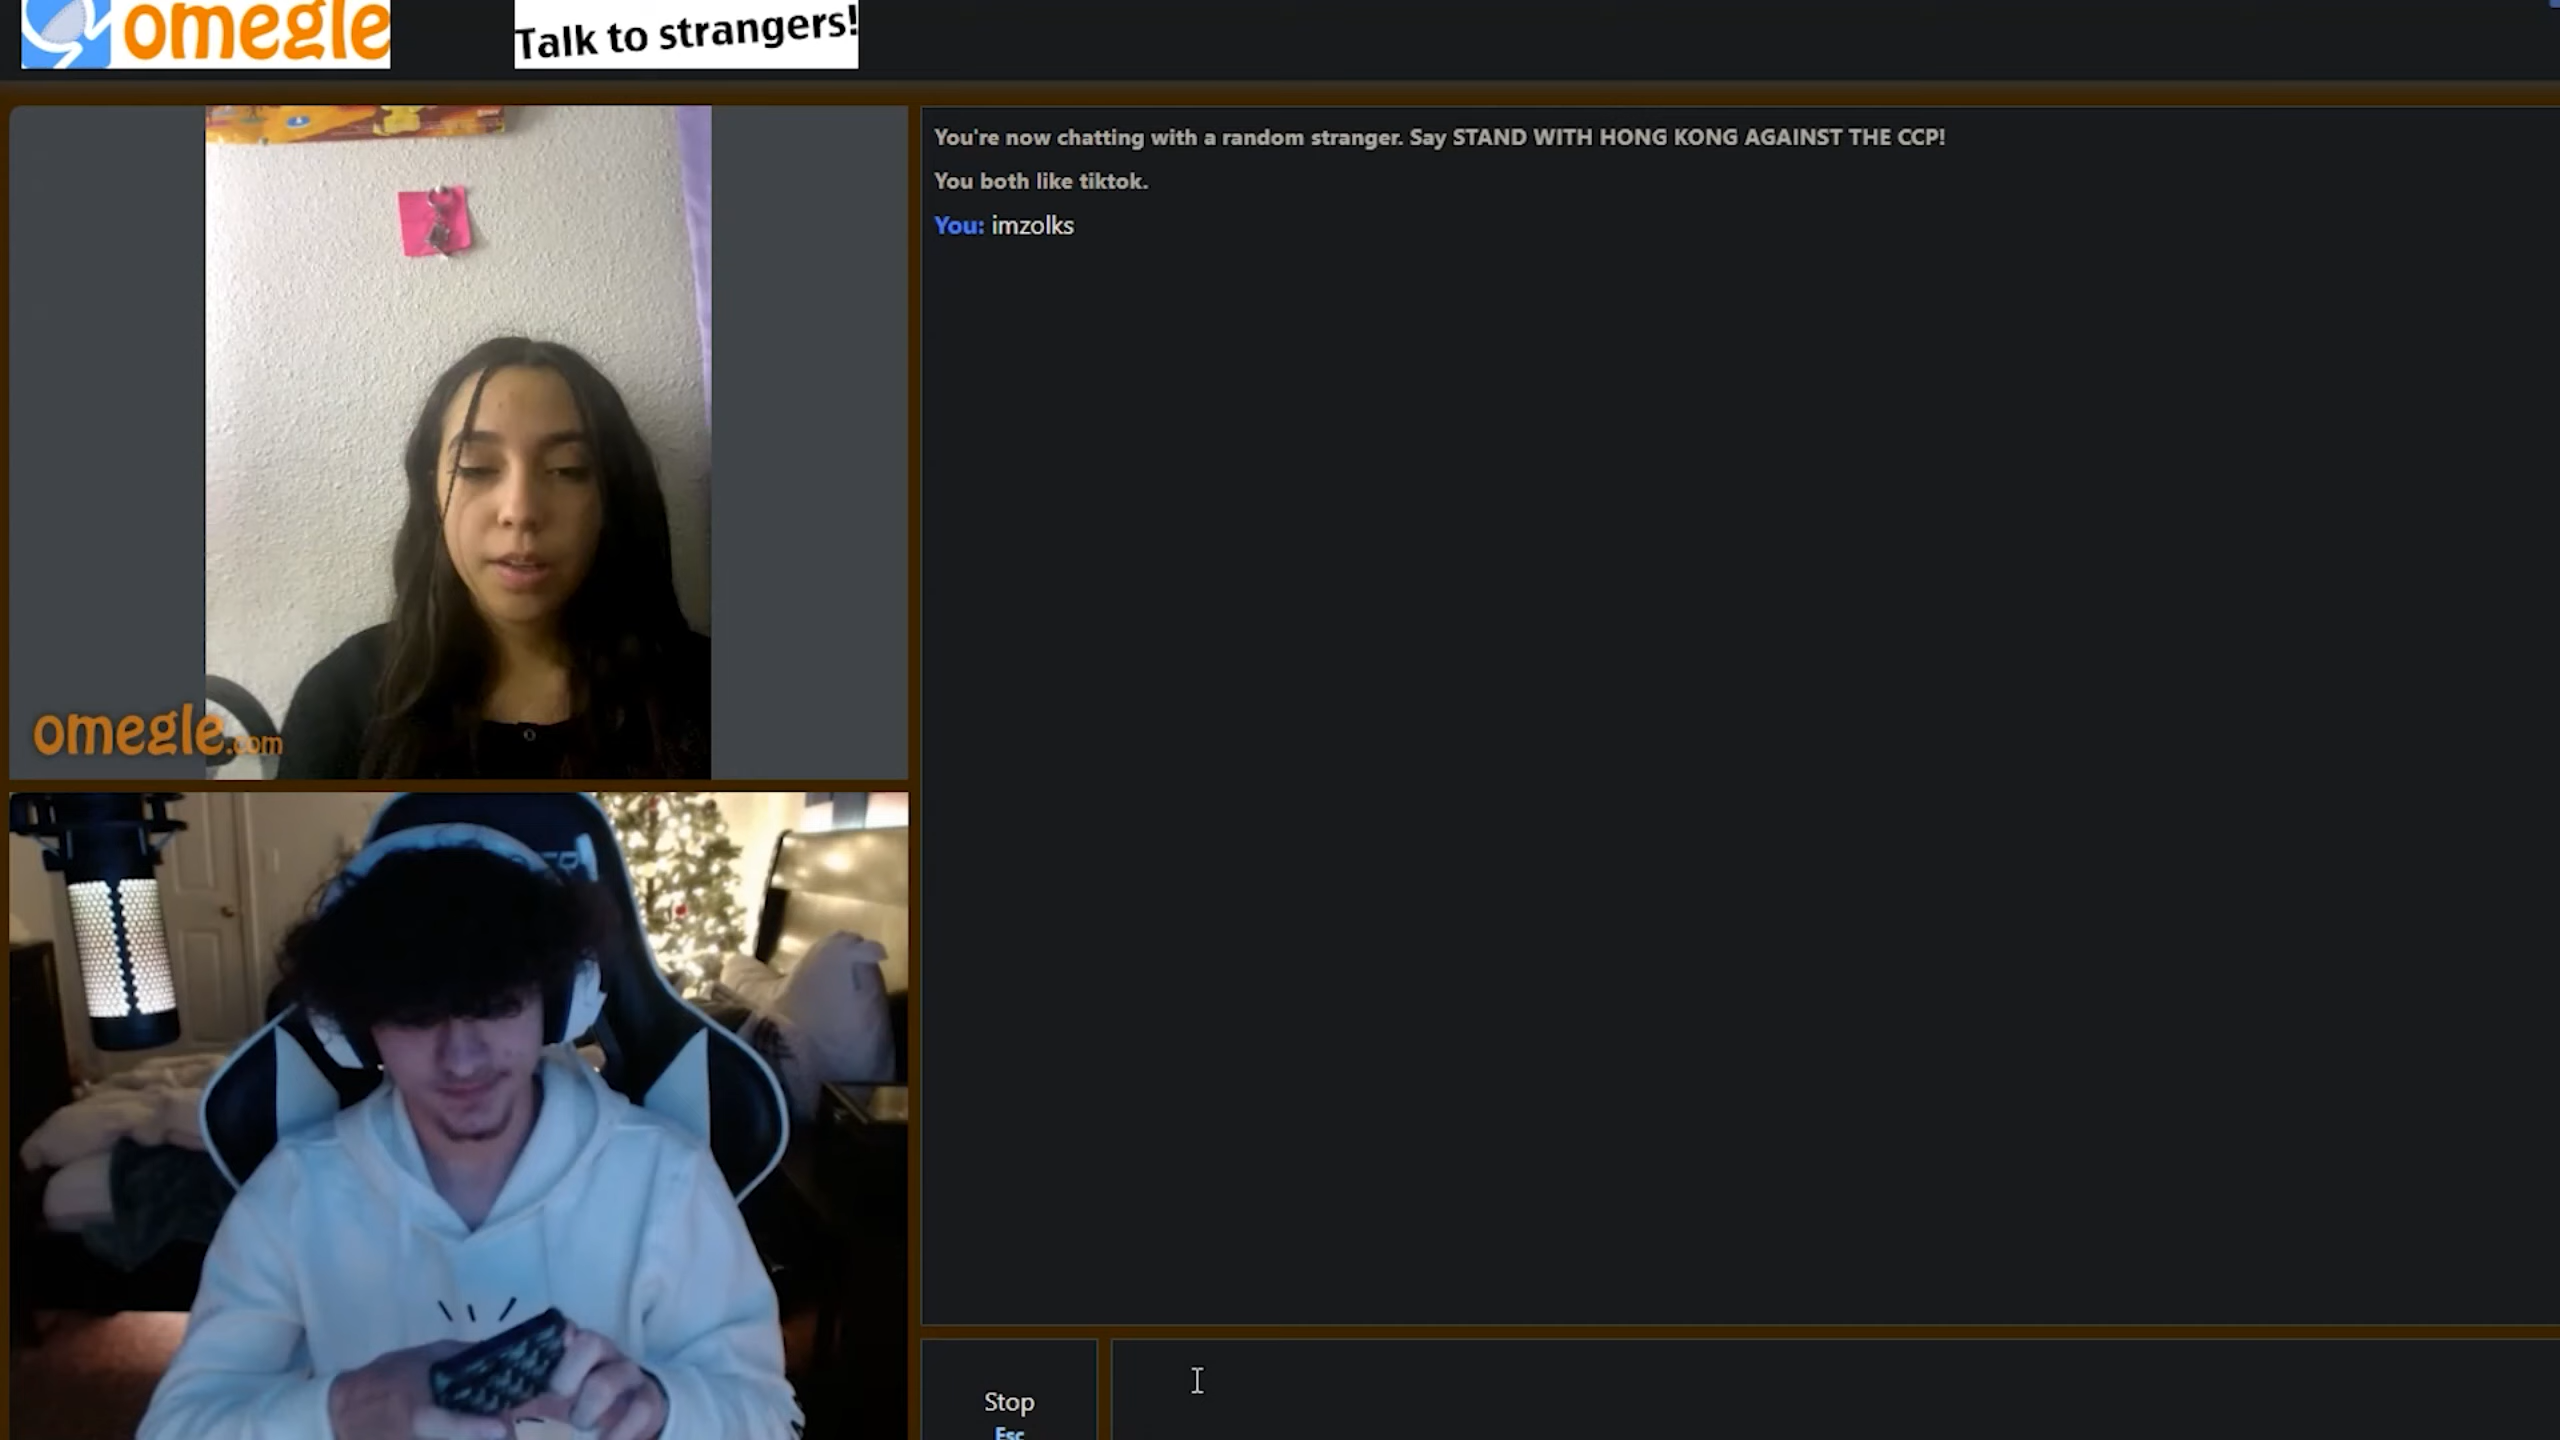 omegle
Talk to strangers!
You're now chatting with a random stranger. Say STAND WITH HONG KONG AGAINST THE CCP!
You both like tiktok.
You: imzolks
omegle.com
Stop
Esc